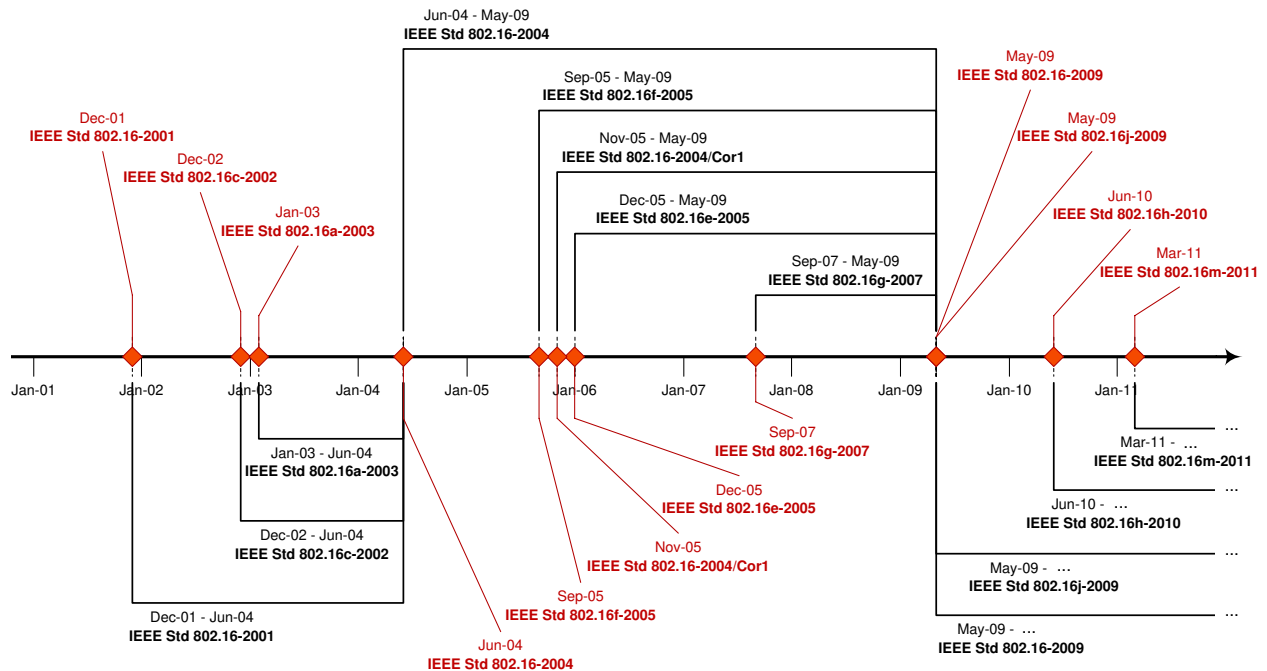 Jun-04 - May-09
IEEE Std 802.16-2004
May-09
IEEE Std 802.16-2009
Sep-05 - May-09
IEEE Std 802.16f-2005
Dec-01
IEEE Std 802.16-2001
May-09
IEEE Std 802.16j-2009
Nov-05 - May-09
IEEE Std 802.16-2004/Cor1
Dec-02
IEEE Std 802.16c-2002
Dec-05 - May-09
IEEE Std 802.16e-2005
Jun-10
IEEE Std 802.16h-2010
Jan-03
IEEE Std 802.16a-2003
Sep-07 - May-09
IEEE Std 802.16g-2007
Mar-11
IEEE Std 802.16m-2011
Jan-01 Jan-02 Jan-03 Jan-04 Jan-05 Jan-06 Jan-07 Jan-08 Jan-09 Jan-10 Jan-11
...
Sep-07
IEEE Std 802.16g-2007
Jan-03 - Jun-04
IEEE Std 802.16a-2003
Mar-11 - ...
IEEE Std 802.16m-2011
...
Dec-05
IEEE Std 802.16e-2005
Jun-10 - ...
IEEE Std 802.16h-2010
Dec-02 - Jun-04
IEEE Std 802.16c-2002
Nov-05
IEEE Std 802.16-2004/Cor1
...
May-09 - ...
IEEE Std 802.16j-2009
Sep-05
IEEE Std 802.16f-2005
...
Dec-01 - Jun-04
IEEE Std 802.16-2001
May-09 - ...
IEEE Std 802.16-2009
Jun-04
IEEE Std 802.16-2004